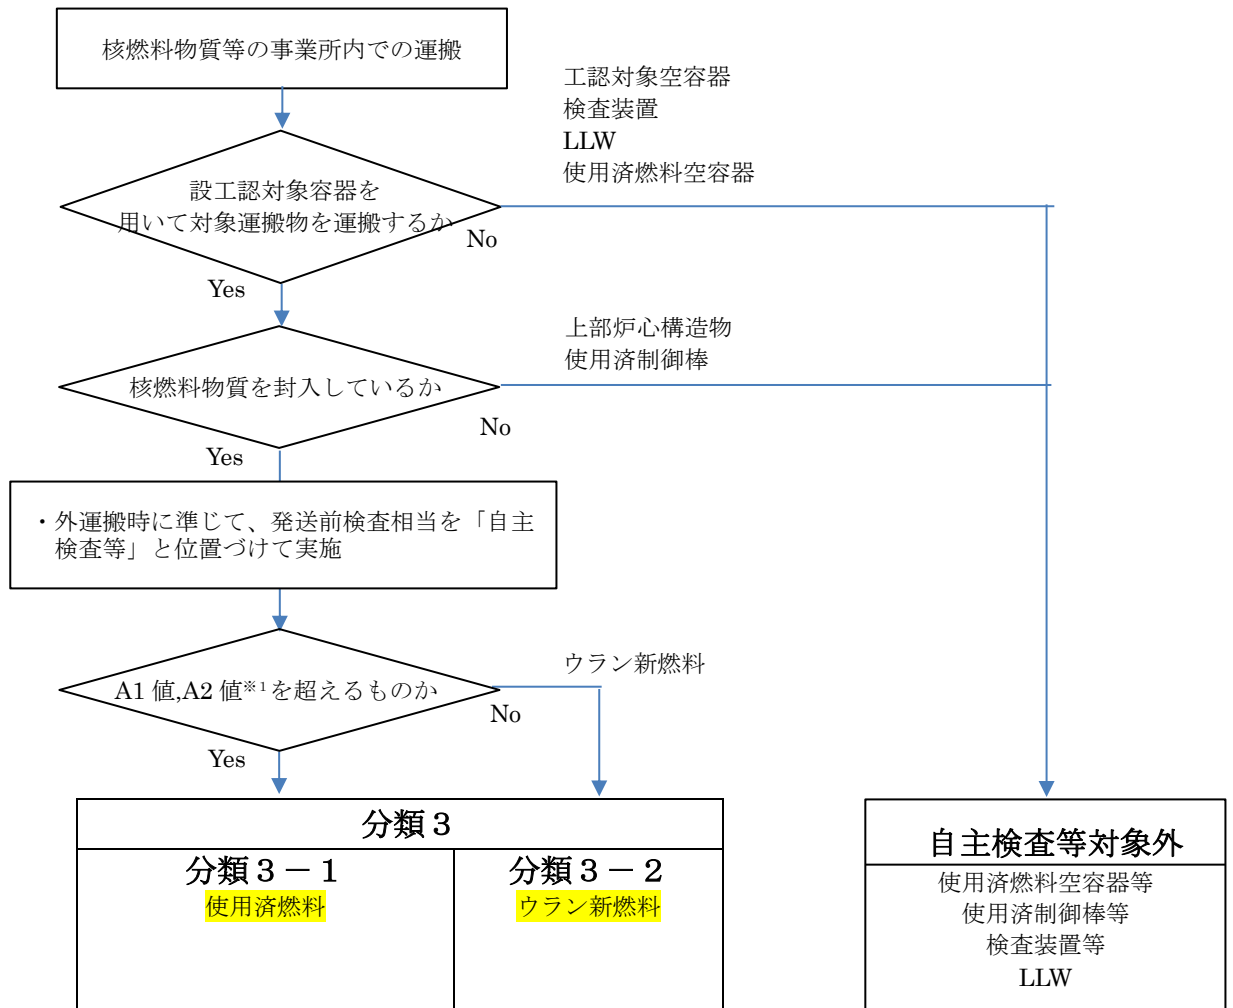 核燃料物質等の事業所内での運搬
工認対象空容器
検査装置
LLW
使用済燃料空容器
設工認対象容器を
用いて対象運搬物を運搬するか
No
Yes
上部炉心構造物
使用済制御棒
核燃料物質を封入しているか
No
Yes
・外運搬時に準じて、発送前検査相当を「自主
検査等」と位置づけて実施
ウラン新燃料
A1 値,A2 値※1を超えるものか
No
Yes
分類3
分類3-1
使用済燃料
分類3-2
ウラン新燃料
自主検査等対象外
使用済燃料空容器等
使用済制御棒等
検査装置等
LLW